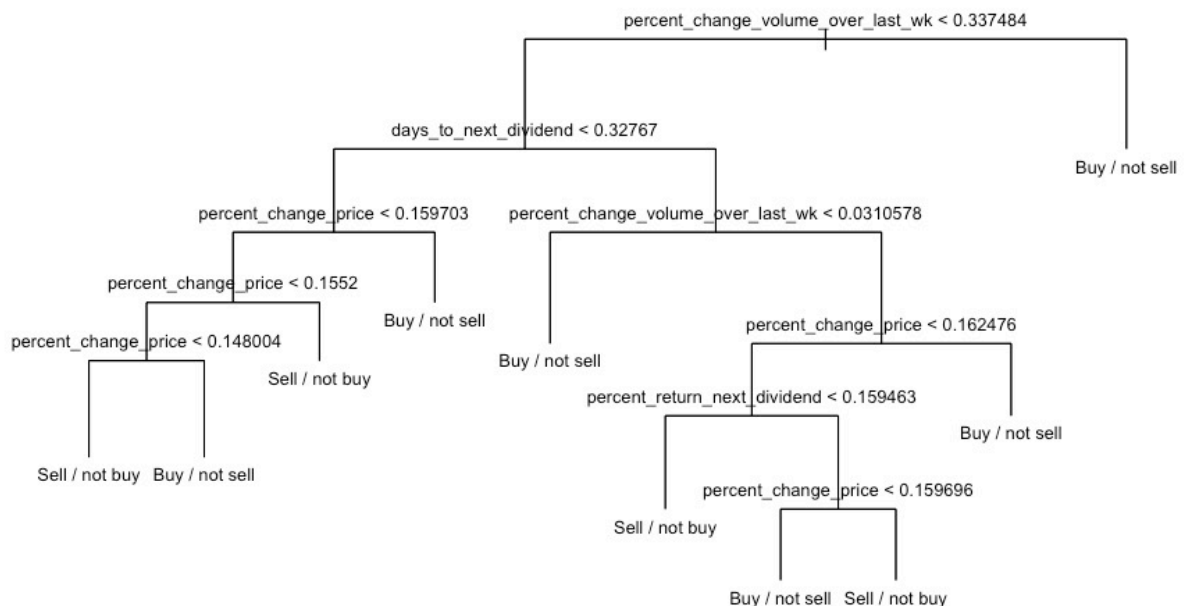 percent_change_volume_over_last_wk < 0.337484
days_to_next_dividend < 0.32767
Buy / not sell
percent_change_price < 0.159703
percent_change_volume_over_last_wk < 0.0310578
percent_change_price < 0.1552
Buy / not sell
percent_change_price < 0.162476
percent_change_price < 0.148004
Buy / not sell
Sell / not buy
percent_return_next_dividend < 0.159463
Buy / not sell
Sell / not buy
Buy / not sell
percent_change_price < 0.159696
Sell / not buy
Buy / not sell
Sell / not buy